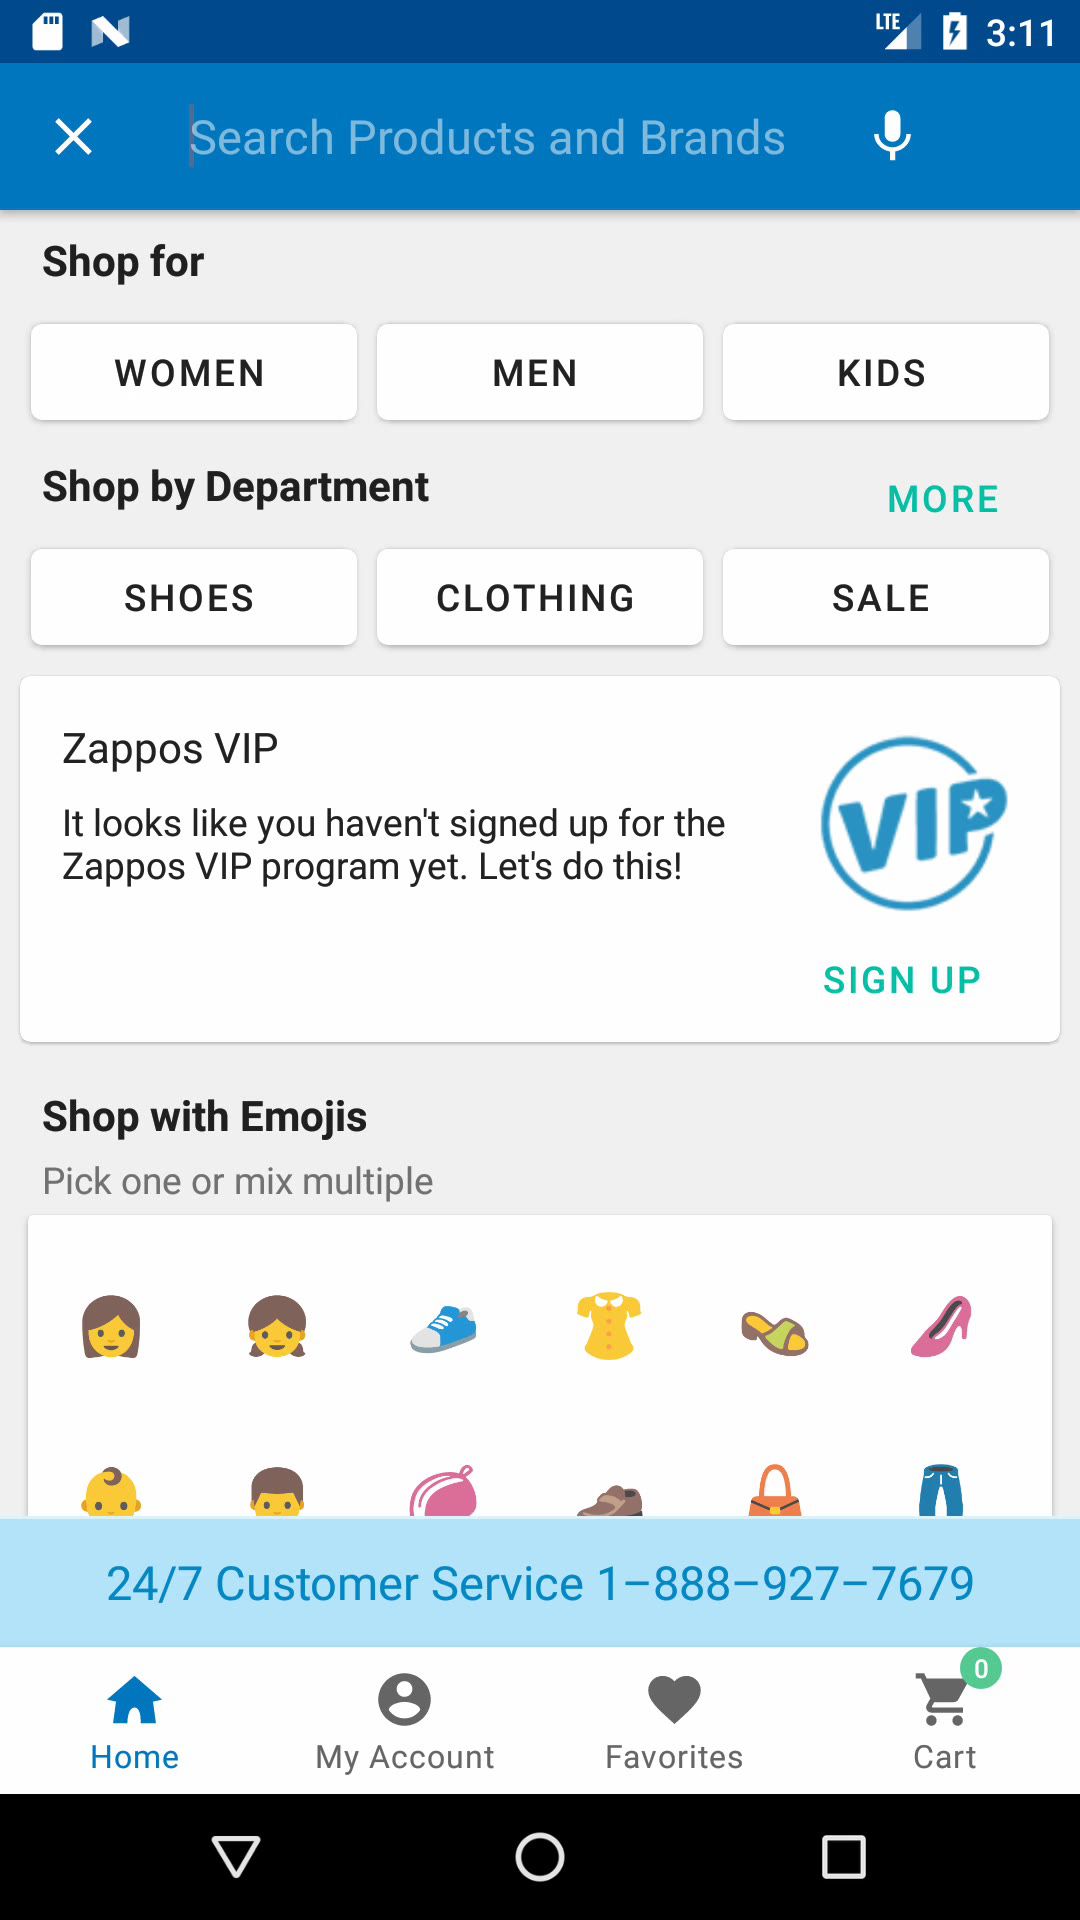 LTE 3:11
Search Products and Brands
Shop for
WOMEN MEN KIDS
Shop by Department MORE
SHOES CLOTHING SALE
Zappos VIP
It looks like you haven't signed up for the
Zappos VIP program yet. Let's do this!
VIP
SIGN UP
Shop with Emojis
Pick one or mix multiple
24/7 Customer Service 1–888–927–7679
0
Home My Account Favorites Cart